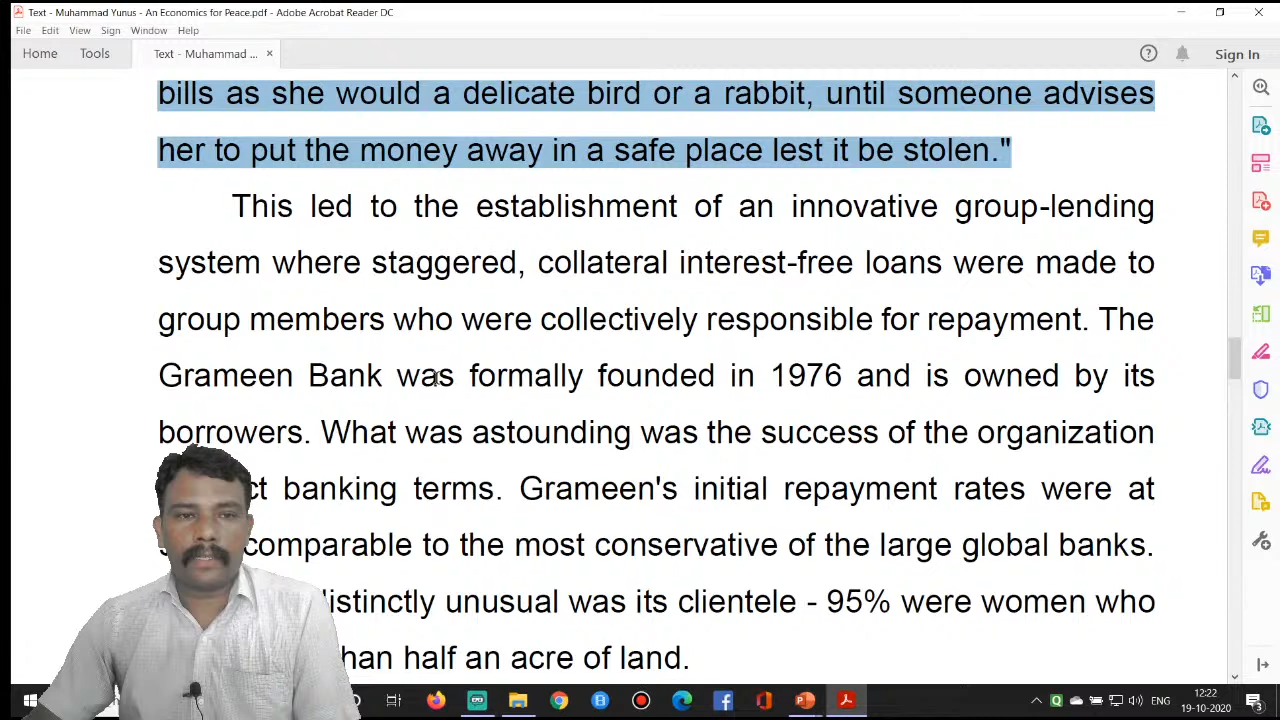 Text - Muhammad Yunus - An Economics for Peace.pdf - Adobe Acrobat Reader DC
File Edit View Sign Window Help
Home Tools Text - Muhammad ... × Sign In
bills as she would a delicate bird or a rabbit, until someone advises
her to put the money away in a safe place lest it be stolen."
This led to the establishment of an innovative group-lending
system where staggered, collateral interest-free loans were made to
group members who were collectively responsible for repayment. The
Grameen Bank was formally founded in 1976 and is owned by its
borrowers. What was astounding was the success of the organization
banking terms. Grameen's initial repayment rates were at
comparable to the most conservative of the large global banks.
unusual was its clientele - 95% were women who
half an acre of land.
ENG
12:22
19-10-2020
3